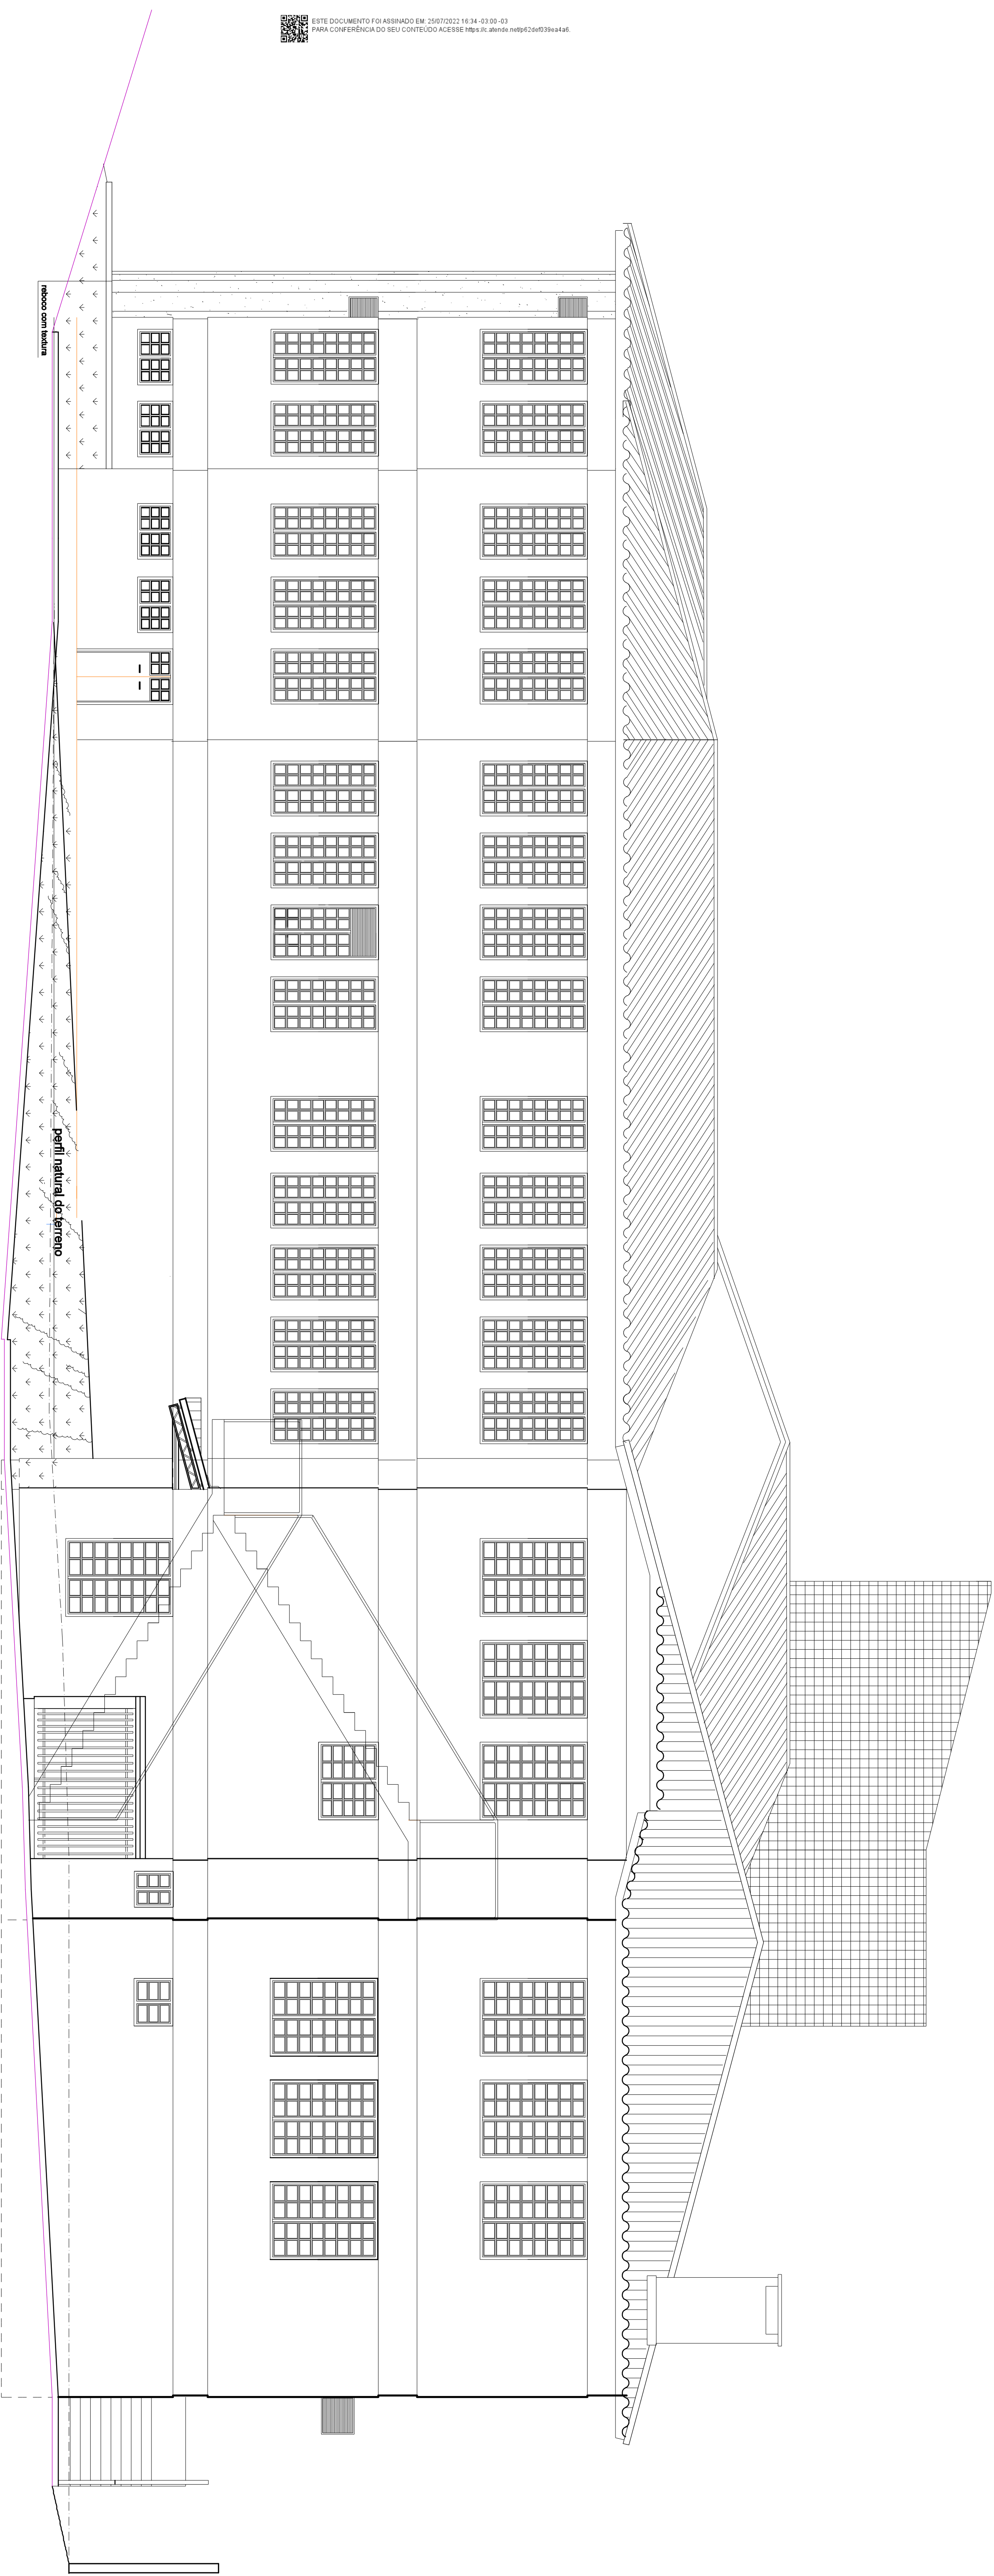 ESTE DOCUMENTO FOI ASSINADO EM: 25/07/2022 16:34 -03:00 -03
PARA CONFERÊNCIA DO SEU CONTEÚDO ACESSE https://c.atende.net/p62def039ea4a6.
reboco com textura
perfil natural do terreno